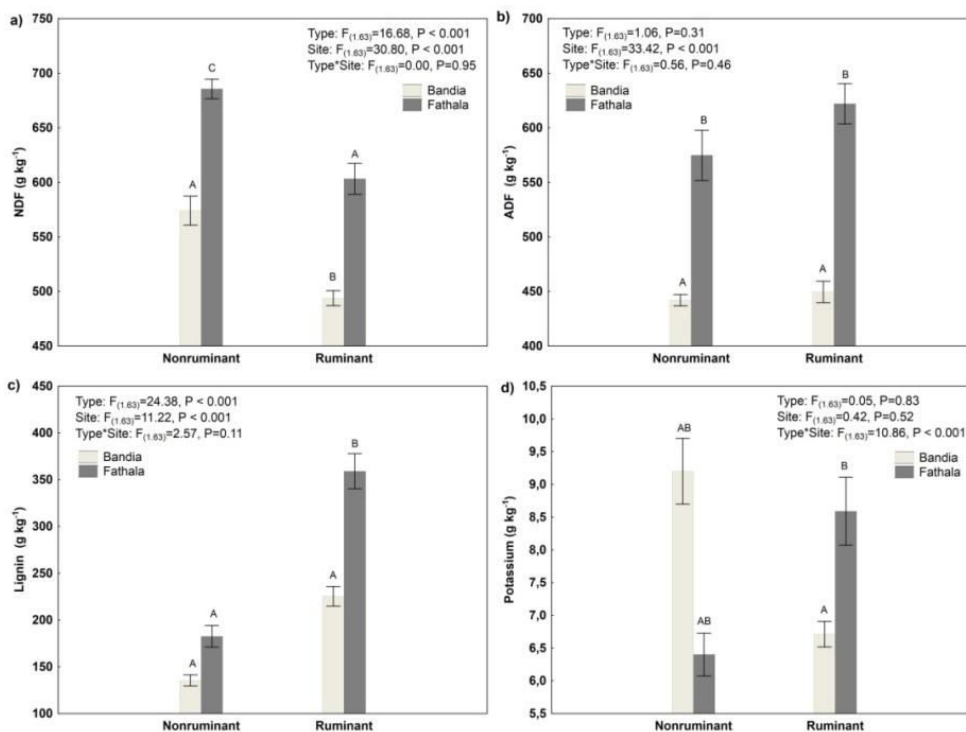 a)
Type: F(1.63)=16.68, P < 0.001
Site: F(1.63)=30.80, P < 0.001
Type*Site: F(1.63)=0.00, P=0.95
Bandia
Fathala
NDF (g kg-1)
750
700
650
600
550
500
450
A
C
B
A
Nonruminant
Ruminant
b)
Type: F(1.63)=1.06, P=0.31
Site: F(1.63)=33.42, P < 0.001
Type*Site: F(1.63)=0.56, P=0.46
Bandia
Fathala
ADF (g kg-1)
700
650
600
550
500
450
400
A
B
A
B
Nonruminant
Ruminant
c)
Type: F(1.63)=24.38, P < 0.001
Site: F(1.63)=11.22, P < 0.001
Type*Site: F(1.63)=2.57, P=0.11
Bandia
Fathala
Lignin (g kg-1)
450
400
350
300
250
200
150
100
A
A
A
B
Nonruminant
Ruminant
d)
Type: F(1.63)=0.05, P=0.83
Site: F(1.63)=0.42, P=0.52
Type*Site: F(1.63)=10.86, P < 0.001
Bandia
Fathala
Potassium (g kg-1)
10,5
10,0
9,5
9,0
8,5
8,0
7,5
7,0
6,5
6,0
5,5
AB
AB
A
B
Nonruminant
Ruminant